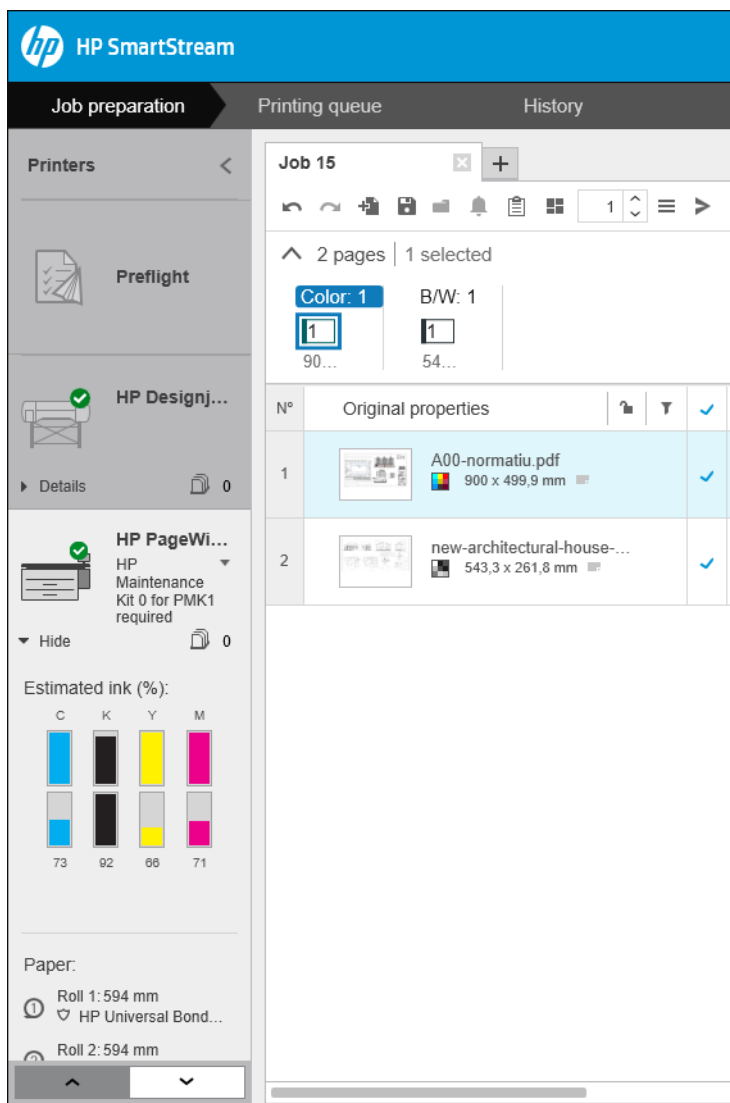 hp HP SmartStream
Job preparation Printing queue History
Printers
Preflight
HP Designj...
Details 0
HP PageWi...
HP
Maintenance
Kit 0 for PMK1
required
Hide 0
Estimated ink (%):
C K Y M
73 92 66 71
Paper:
1 Roll 1: 594 mm
HP Universal Bond...
Roll 2: 594 mm
Job 15
1
2 pages 1 selected
Color: 1 B/W: 1
1 1
90... 54...
Nº Original properties
1 A00-normatiu.pdf
900 x 499,9 mm
2 new-architectural-house-...
543,3 x 261,8 mm